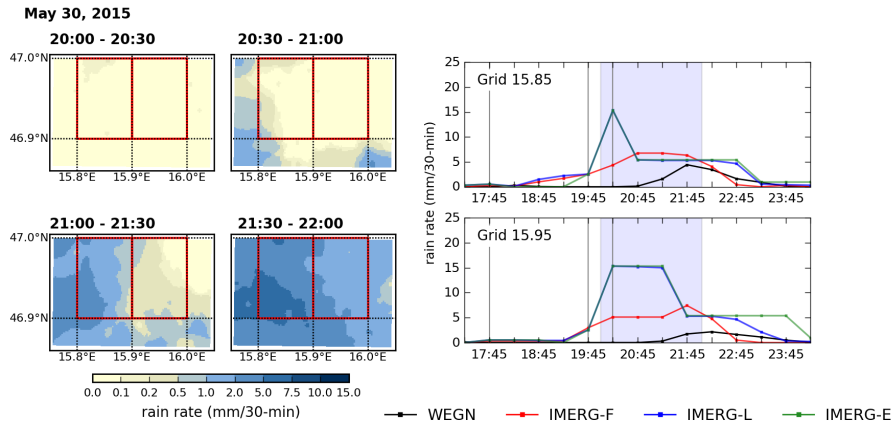 May 30, 2015
20:00 - 20:30
20:30 - 21:00
47.0°N
46.9°N
15.8°E 15.9°E 16.0°E
15.8°E 15.9°E 16.0°E
21:00 - 21:30
21:30 - 22:00
47.0°N
46.9°N
15.8°E 15.9°E 16.0°E
15.8°E 15.9°E 16.0°E
0.0 0.1 0.2 0.5 1.0 2.0 5.0 7.5 10.0 15.0
rain rate (mm/30-min)
rain rate (mm/30-min)
Grid 15.85
25
20
15
10
5
0
17:45 18:45 19:45 20:45 21:45 22:45 23:45
Grid 15.95
25
20
15
10
5
0
17:45 18:45 19:45 20:45 21:45 22:45 23:45
WEGN IMERG-F IMERG-L IMERG-E